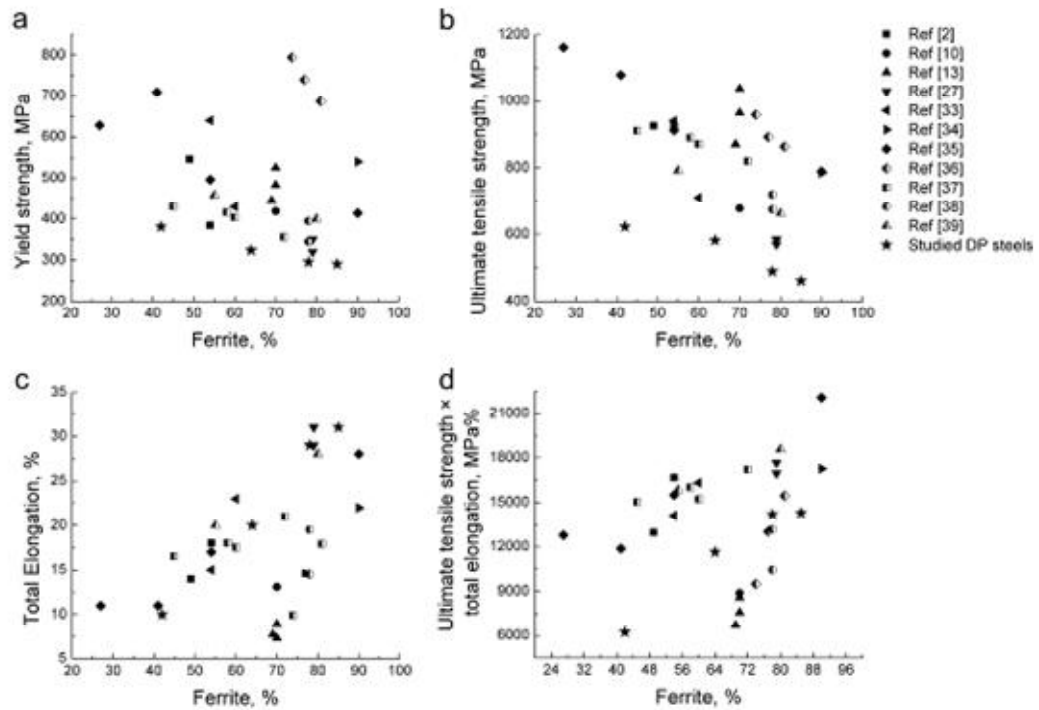 a
Yield strength, MPa
800
700
600
500
400
300
200
20 30 40 50 60 70 80 90 100
Ferrite, %
b
Ultimate tensile strength, MPa
1200
1000
800
600
400
20 30 40 50 60 70 80 90 100
Ferrite, %
Ref [2]
Ref [10]
Ref [13]
Ref [27]
Ref [33]
Ref [34]
Ref [35]
Ref [36]
Ref [37]
Ref [38]
Ref [39]
Studied DP steels
c
Total Elongation, %
35
30
25
20
15
10
5
20 30 40 50 60 70 80 90 100
Ferrite, %
d
Ultimate tensile strength ×
total elongation, MPa%
21000
18000
15000
12000
9000
6000
24 32 40 48 56 64 72 80 88 96
Ferrite, %